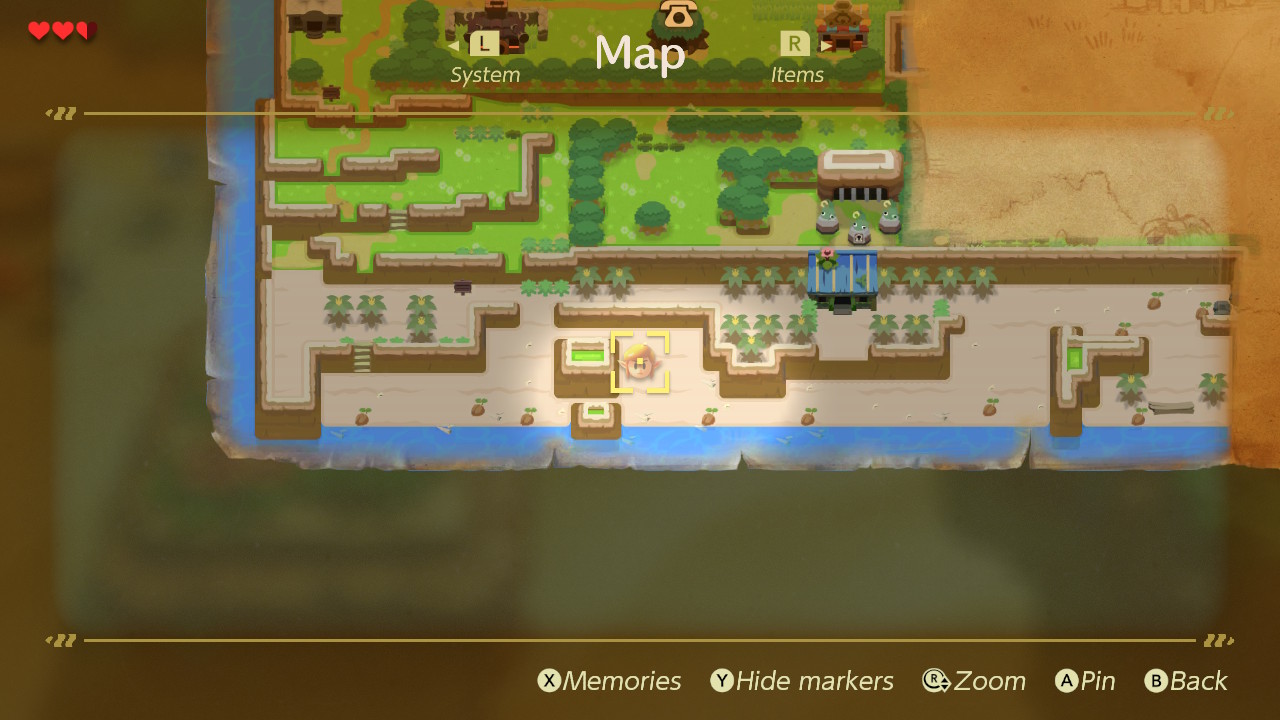 L
Map
R
System
Items
X Memories
Y Hide markers
R Zoom
A Pin
B Back